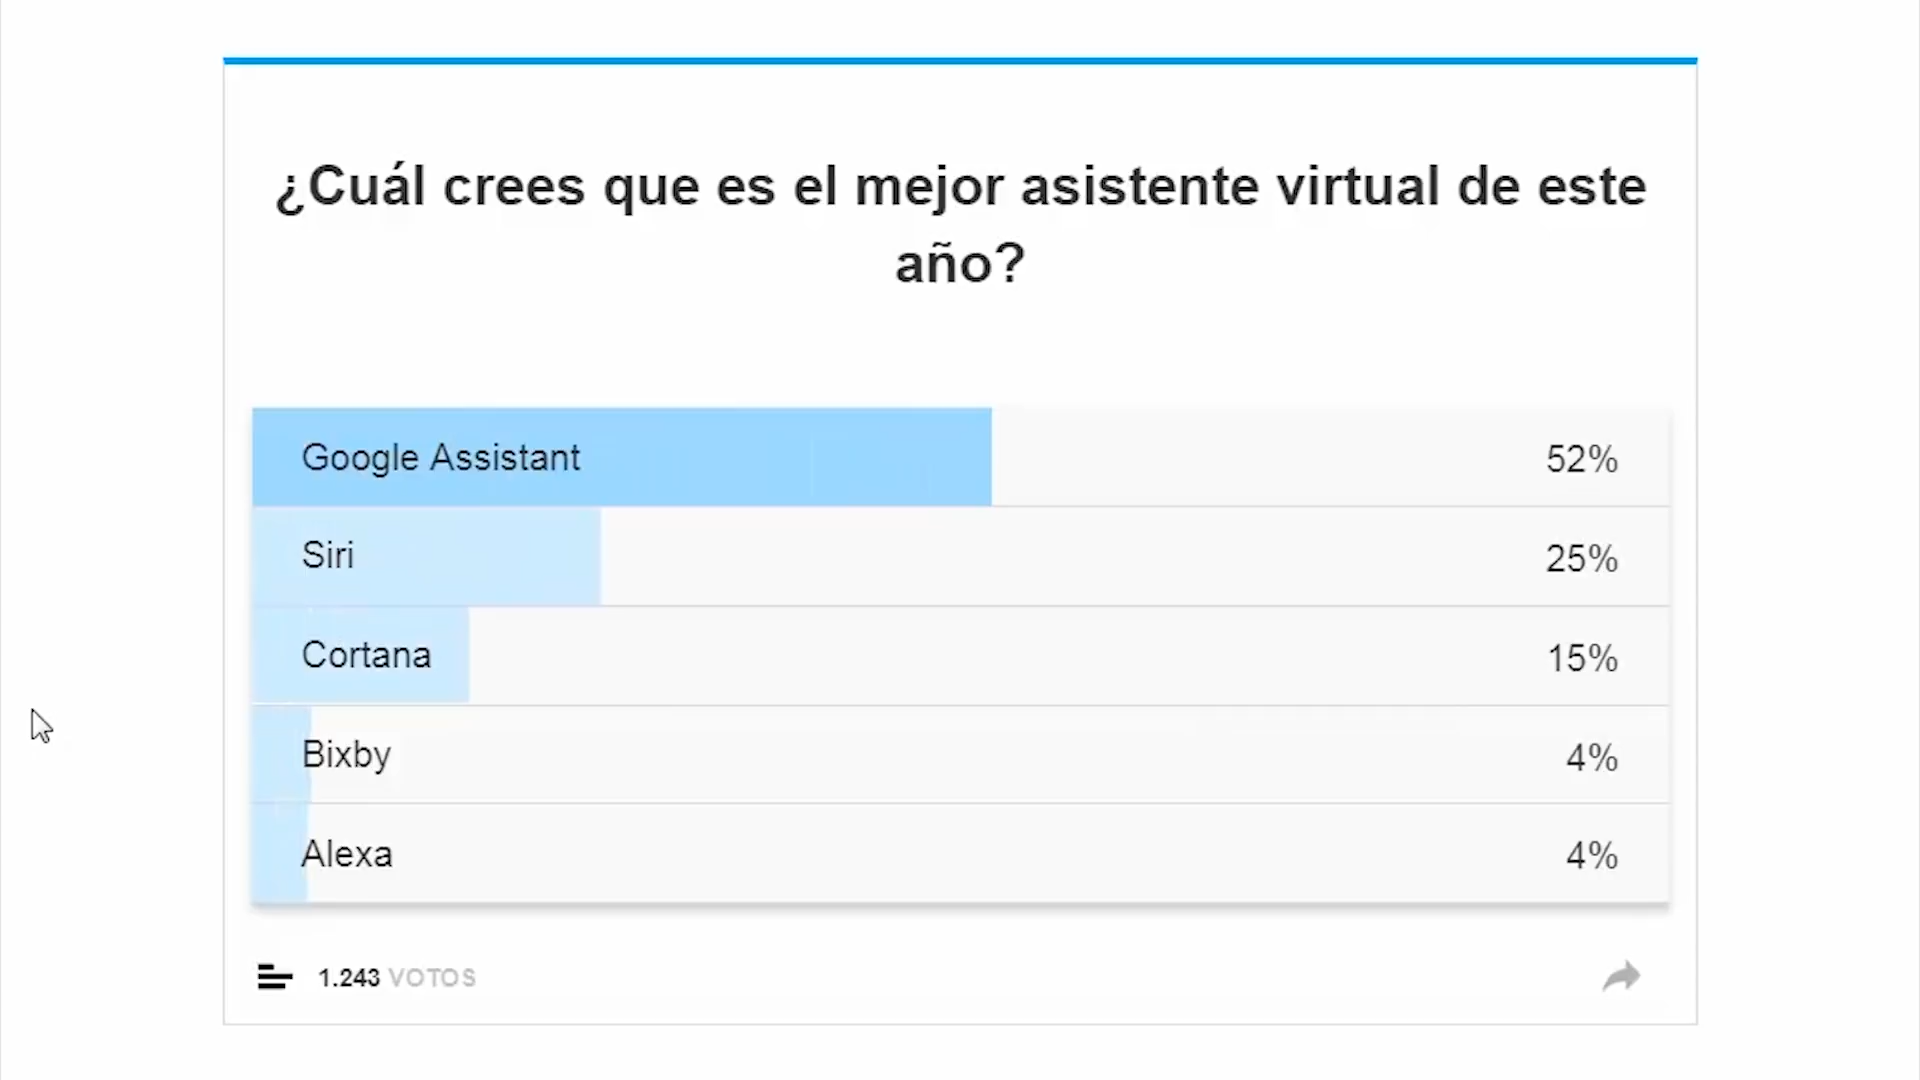 ¿Cuál crees que es el mejor asistente virtual de este
año?
Google Assistant 52%
Siri 25%
Cortana 15%
Bixby 4%
Alexa 4%
1.243 VOTOS